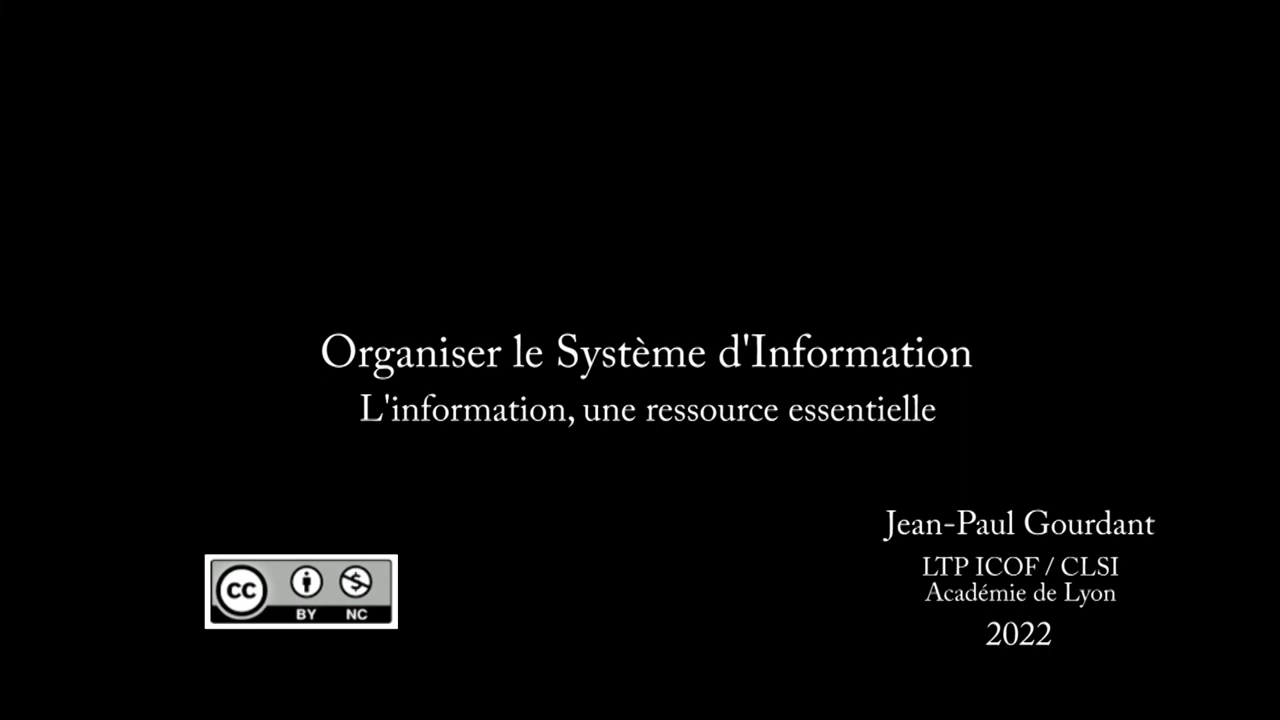 Organiser le Système d'Information
L'information, une ressource essentielle
Jean-Paul Gourdant
LTP ICOF / CLSI
Académie de Lyon
2022
CC
BY NC